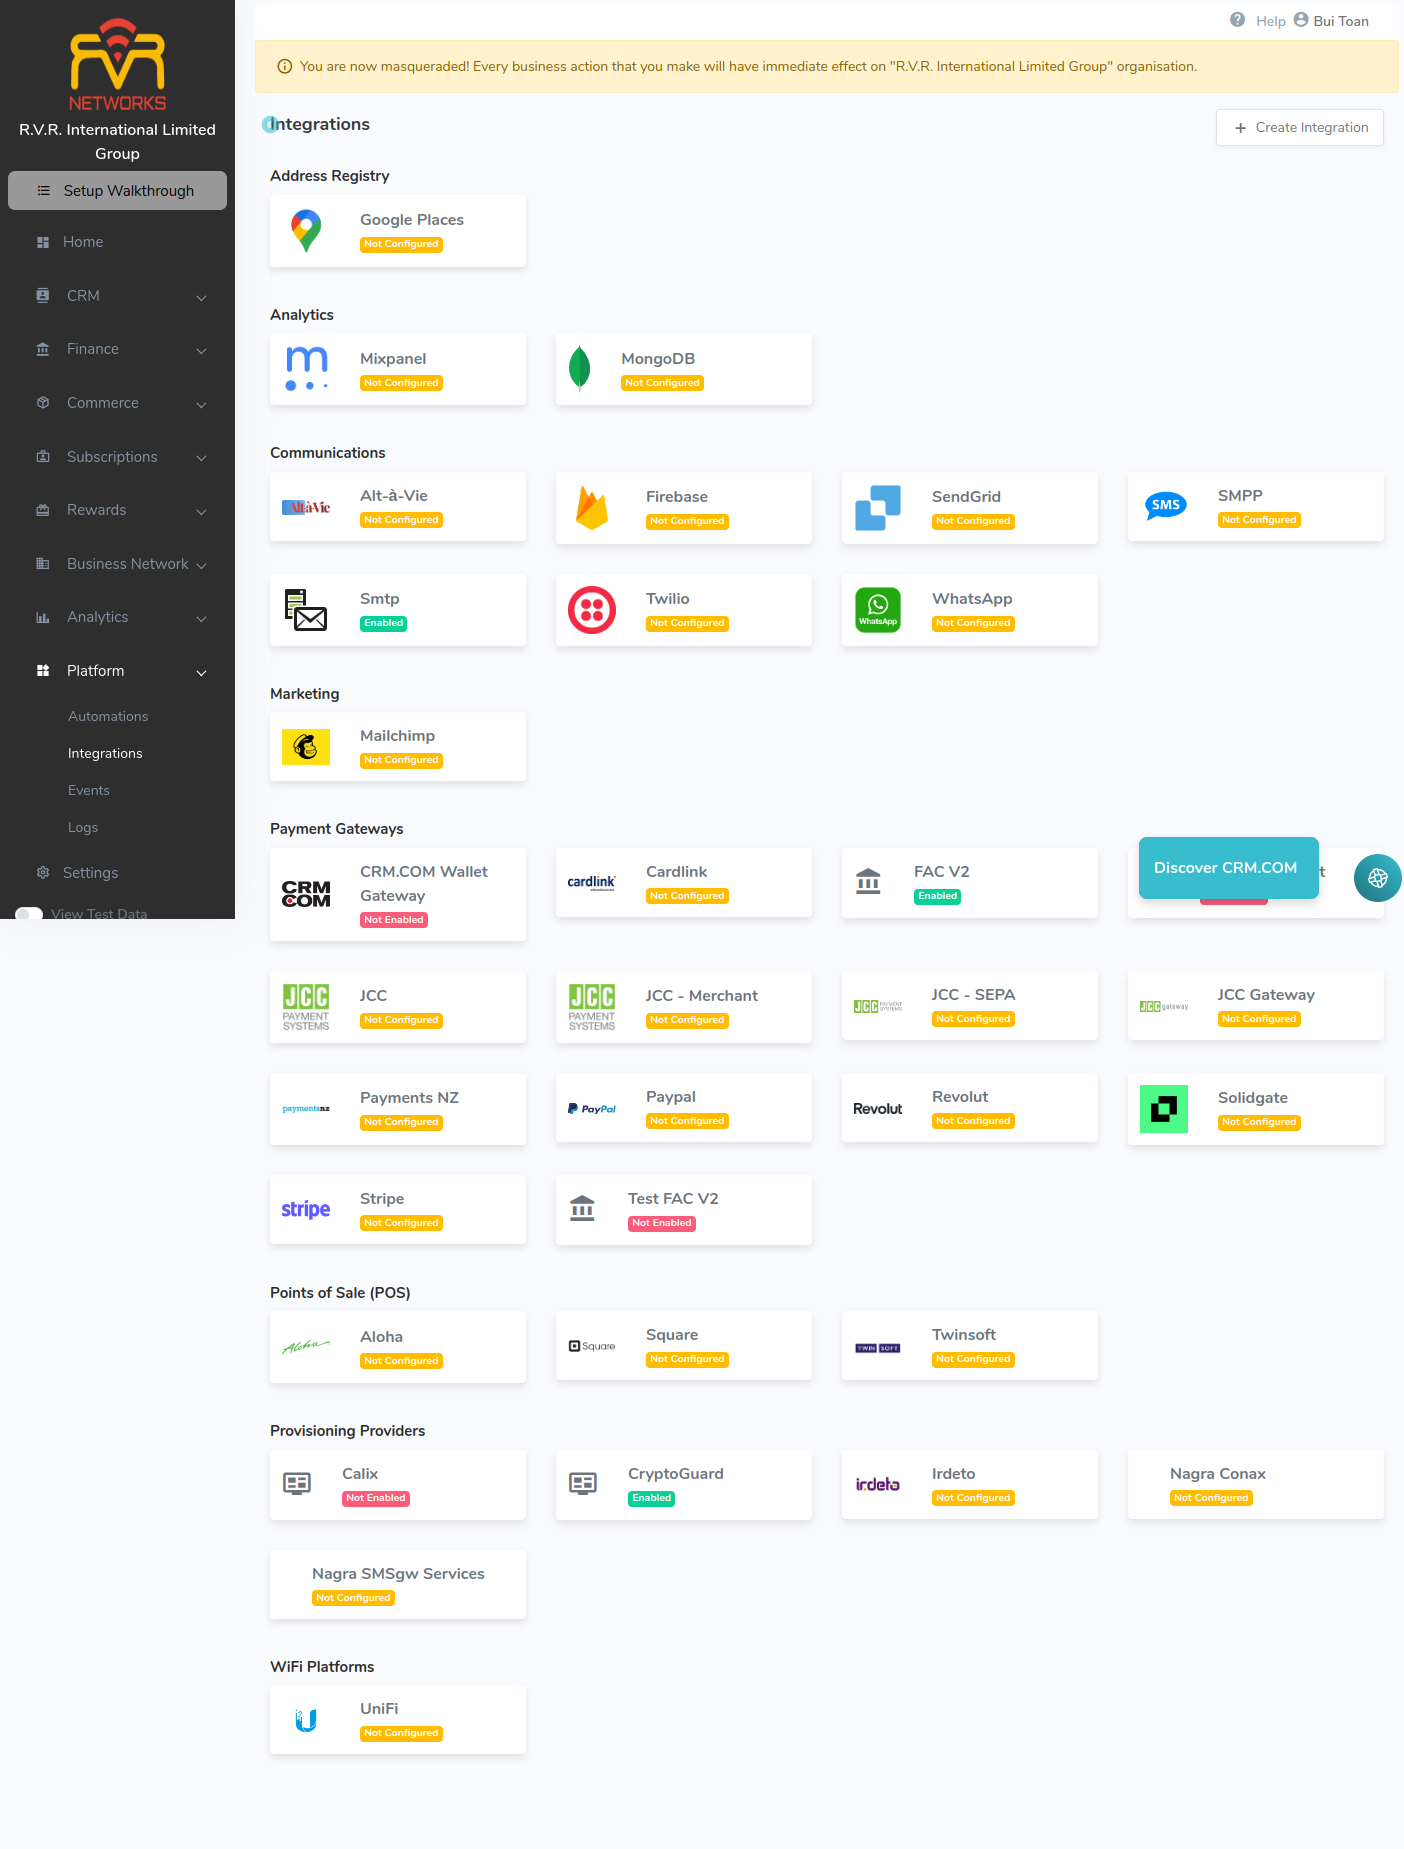 NETWORKS
R.V.R. International Limited
Group
Setup Walkthrough
Home
CRM
Finance
Commerce
Subscriptions
Rewards
Business Network
Analytics
Platform
Automations
Integrations
Events
Logs
Settings
View Test Data
Help
Bui Toan
You are now masqueraded! Every business action that you make will have immediate effect on "R.V.R. International Limited Group" organisation.
Integrations
Create Integration
Address Registry
Google Places
Not Configured
Analytics
Mixpanel
Not Configured
MongoDB
Not Configured
Communications
Alt-à-Vie
Alt-à-Vie
Not Configured
Firebase
Not Configured
SendGrid
Not Configured
SMS
SMPP
Not Configured
Smtp
Enabled
Twilio
Not Configured
WhatsApp
WhatsApp
Not Configured
Marketing
Mailchimp
Not Configured
Payment Gateways
CRM
COM
CRM.COM Wallet
Gateway
Not Enabled
cardlink
Cardlink
Not Configured
FAC V2
Enabled
Discover CRM.COM
t
JCC
PAYMENT
SYSTEMS
JCC
Not Configured
JCC
PAYMENT
SYSTEMS
JCC - Merchant
Not Configured
JCC PAYMENT
SYSTEMS
JCC - SEPA
Not Configured
JCC gateway
JCC Gateway
Not Configured
paymentsnz
Payments NZ
Not Configured
PayPal
Paypal
Not Configured
Revolut
Revolut
Not Configured
Solidgate
Not Configured
stripe
Stripe
Not Configured
Test FAC V2
Not Enabled
Points of Sale (POS)
Aloha
Aloha
Not Configured
Square
Square
Not Configured
TWIN SOFT
Twinsoft
Not Configured
Provisioning Providers
Calix
Not Enabled
CryptoGuard
Enabled
irdeto
Irdeto
Not Configured
Nagra Conax
Not Configured
Nagra SMSgw Services
Not Configured
WiFi Platforms
UniFi
Not Configured